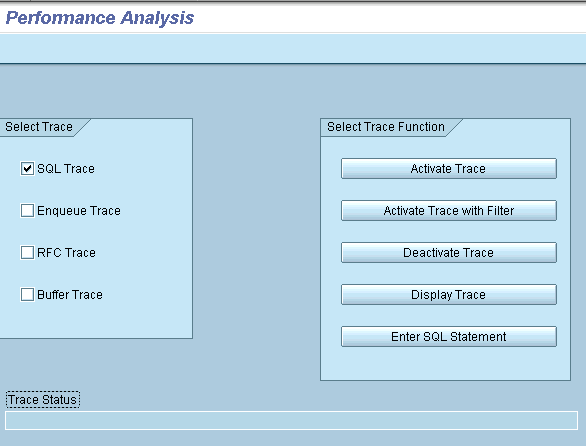 Performance Analysis
Select Trace
SQL Trace
Enqueue Trace
RFC Trace
Buffer Trace
Select Trace Function
Activate Trace
Activate Trace with Filter
Deactivate Trace
Display Trace
Enter SQL Statement
Trace Status